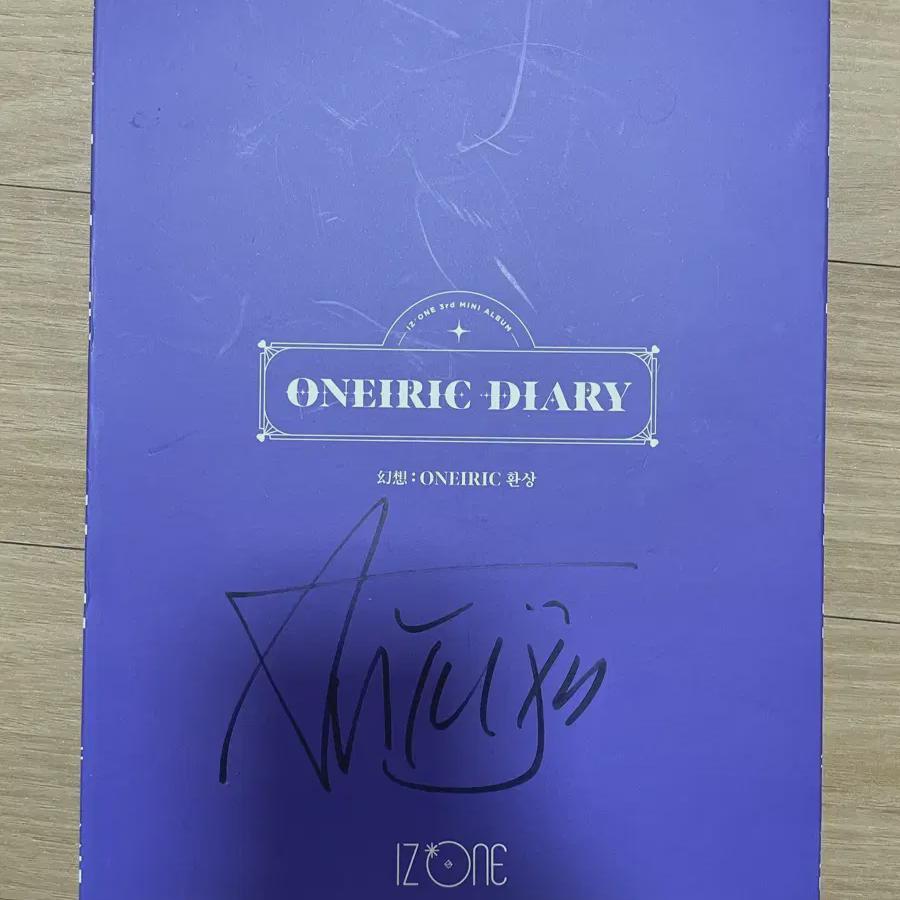 IZ*ONE 3rd MINI ALBUM
ONEIRIC DIARY
幻想 : ONEIRIC 환상
IZ*ONE